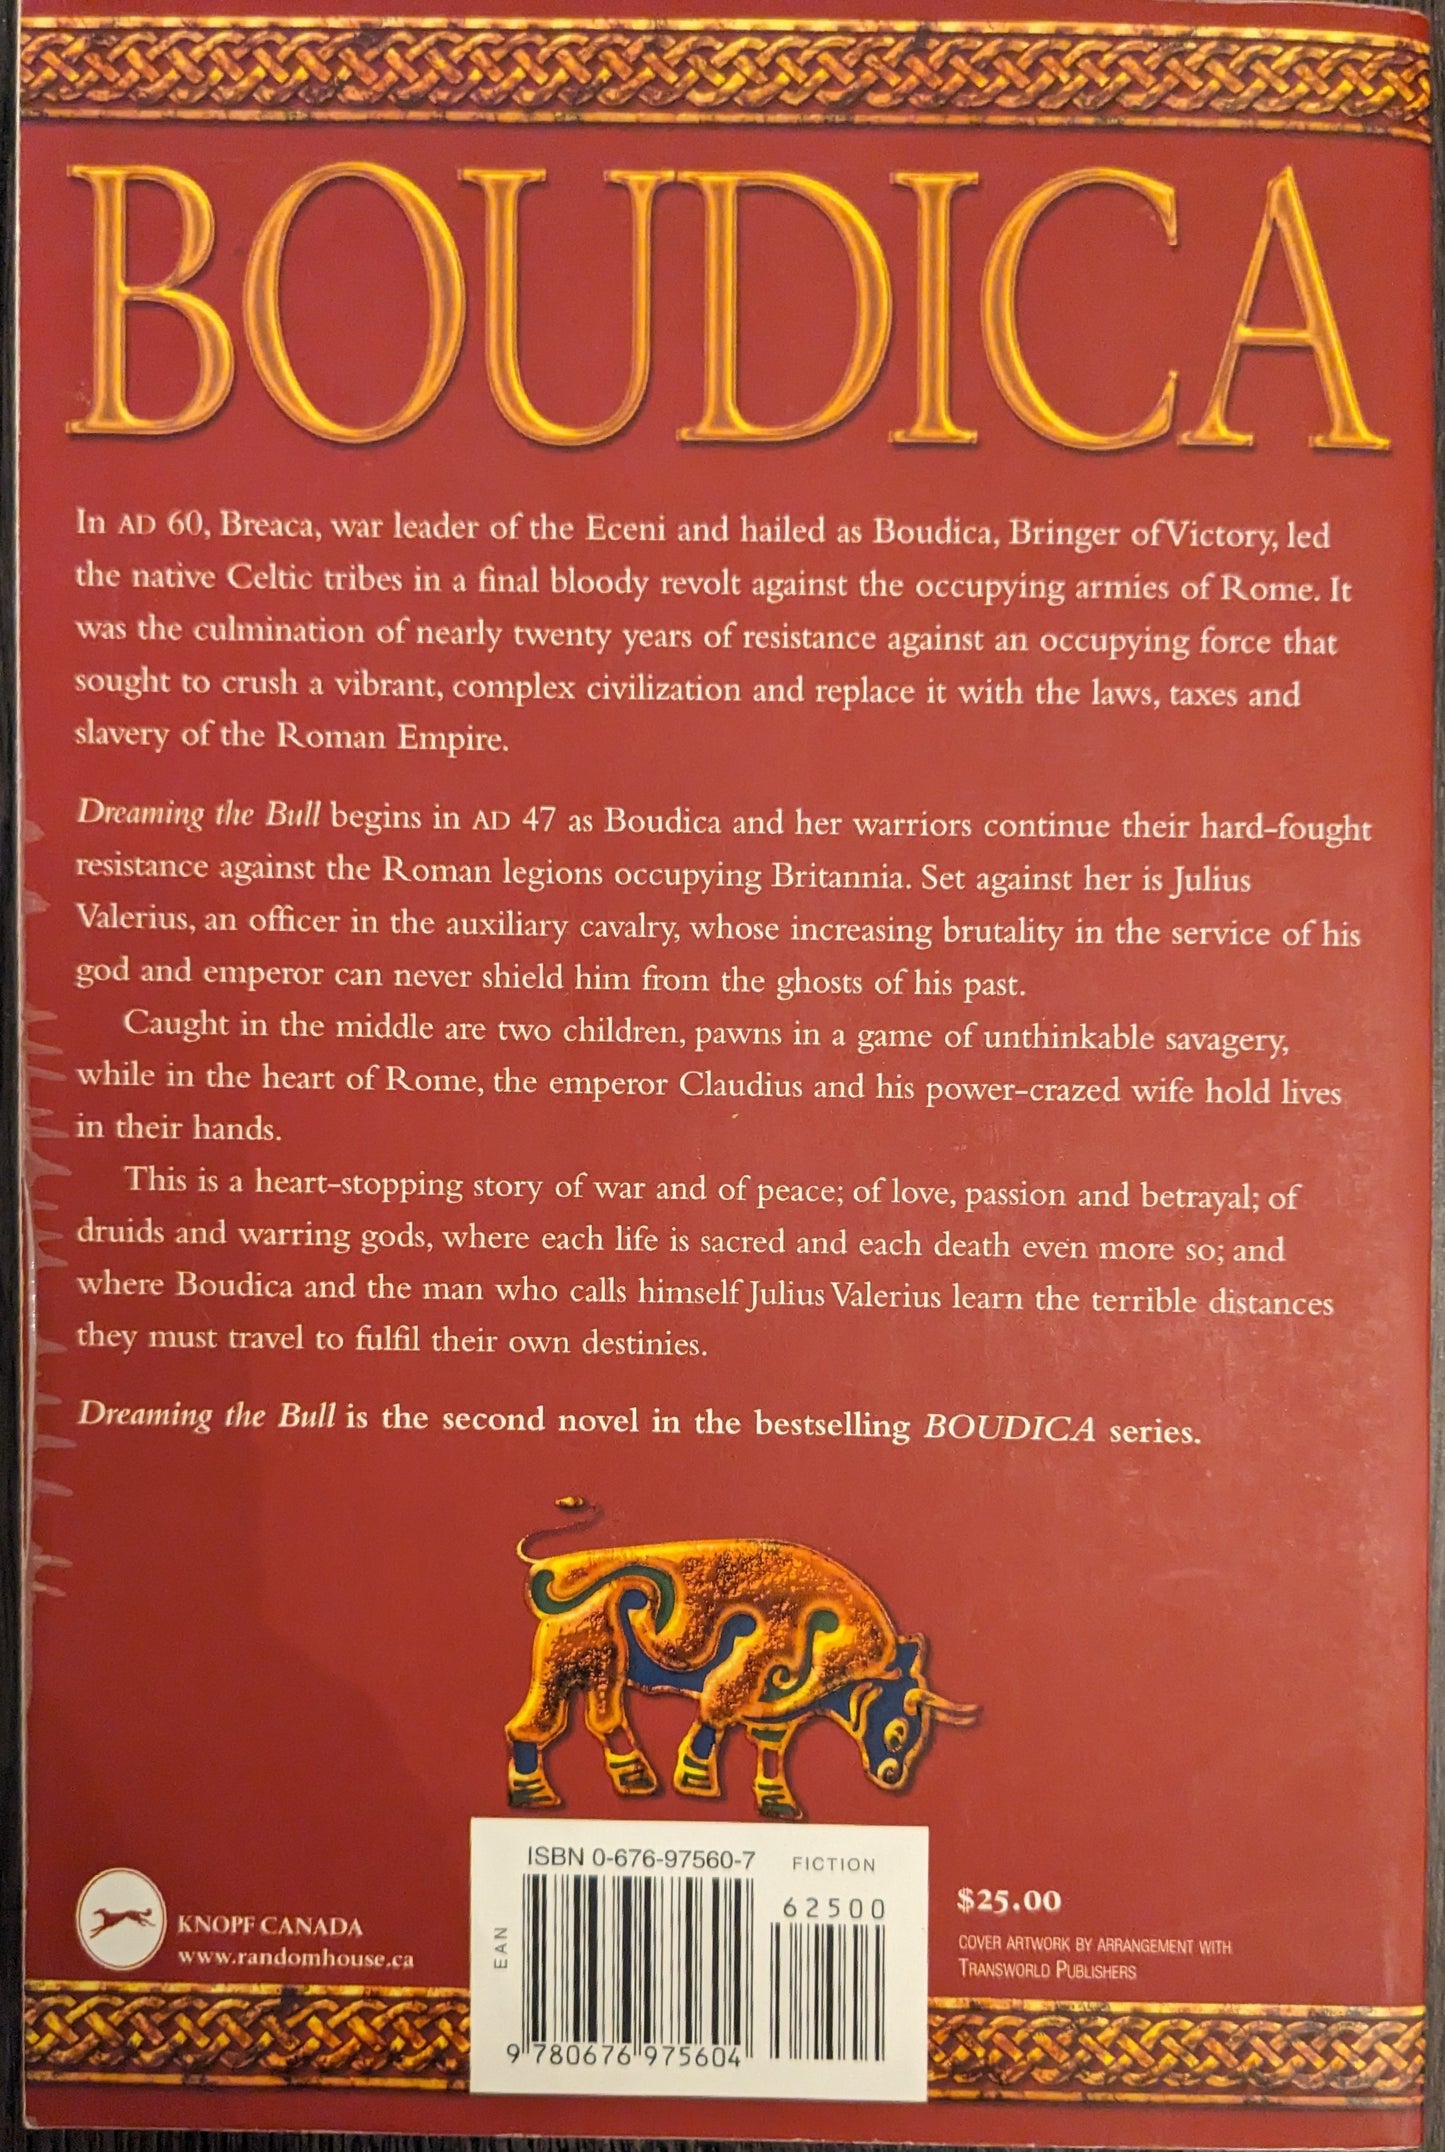 BOUDICA
In AD 60, Breaca, war leader of the Eceni and hailed as Boudica, Bringer of Victory, led
the native Celtic tribes in a final bloody revolt against the occupying armies of Rome. It
was the culmination of nearly twenty years of resistance against an occupying force that
sought to crush a vibrant, complex civilization and replace it with the laws, taxes and
slavery of the Roman Empire.
Dreaming the Bull begins in AD 47 as Boudica and her warriors continue their hard-fought
resistance against the Roman legions occupying Britannia. Set against her is Julius
Valerius, an officer in the auxiliary cavalry, whose increasing brutality in the service of his
god and emperor can never shield him from the ghosts of his past.
Caught in the middle are two children, pawns in a game of unthinkable savagery,
while in the heart of Rome, the emperor Claudius and his power-crazed wife hold lives
in their hands.
This is a heart-stopping story of war and of peace; of love, passion and betrayal; of
druids and warring gods, where each life is sacred and each death even more so; and
where Boudica and the man who calls himself Julius Valerius learn the terrible distances
they must travel to fulfil their own destinies.
Dreaming the Bull is the second novel in the bestselling BOUDICA series.
KNOPF CANADA
www.randomhouse.ca
ISBN 0-676-97560-7 FICTION
62500
EAN
9 780676 975604
$25.00
COVER ARTWORK BY ARRANGEMENT WITH
TRANSWORLD PUBLISHERS